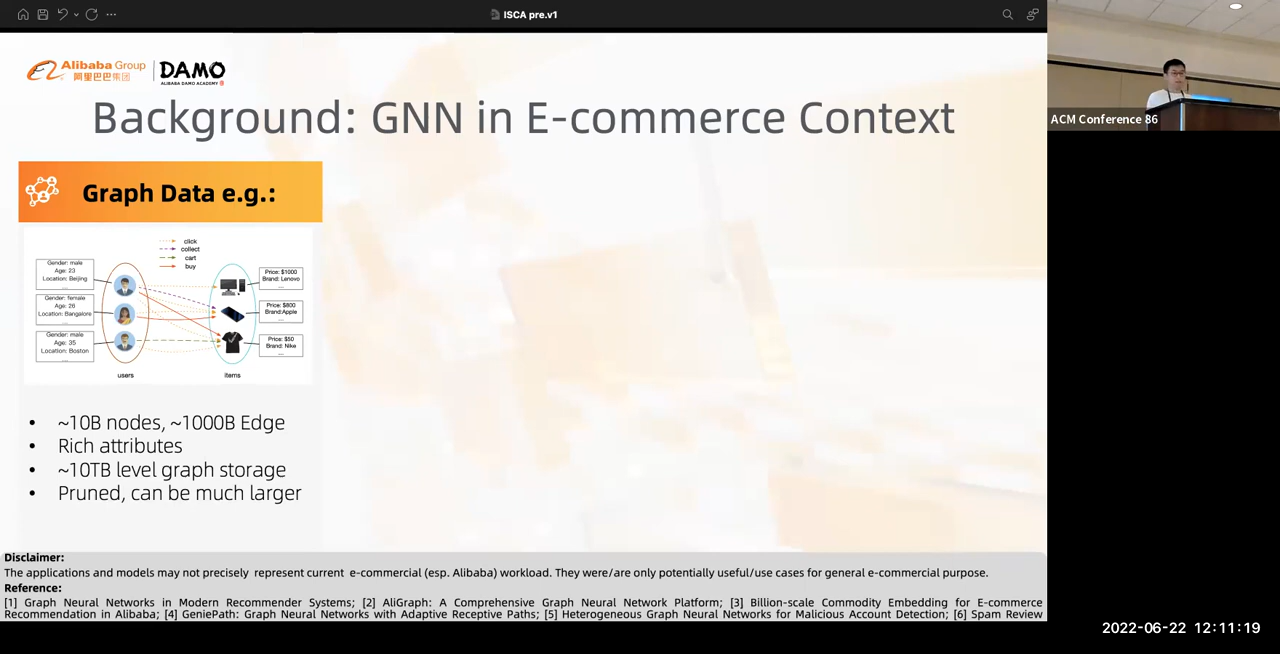 ISCA pre.v1
Alibaba Group
阿里巴巴集团
DAMO
ALIBABA DAMO ACADEMY
Background: GNN in E-commerce Context
ACM Conference 86
Graph Data e.g.:
click
collect
cart
buy
Gender: male
Age: 23
Location: Beijing
...
Gender: female
Age: 26
Location: Bangalore
...
Gender: male
Age: 35
Location: Boston
...
Price: $1000
Brand: Lenovo
...
Price: $800
Brand:Apple
...
Price: $50
Brand: Nike
...
users
items
• ~10B nodes, ~1000B Edge
• Rich attributes
• ~10TB level graph storage
• Pruned, can be much larger
Disclaimer:
The applications and models may not precisely represent current e-commercial (esp. Alibaba) workload. They were/are only potentially useful/use cases for general e-commercial purpose.
Reference:
[1] Graph Neural Networks in Modern Recommender Systems; [2] AliGraph: A Comprehensive Graph Neural Network Platform; [3] Billion-scale Commodity Embedding for E-commerce
Recommendation in Alibaba; [4] GeniePath: Graph Neural Networks with Adaptive Receptive Paths; [5] Heterogeneous Graph Neural Networks for Malicious Account Detection; [6] Spam Review
2022-06-22 12:11:19